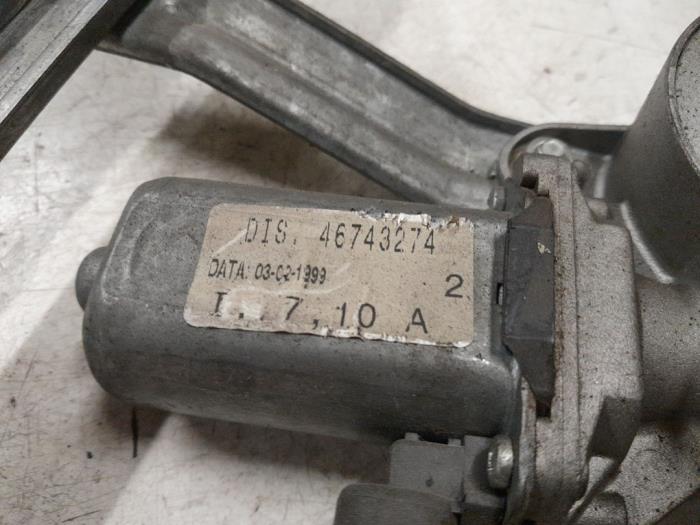 DIS. 46743274
DATA: 03-02-1999
2
I. 7,10 A